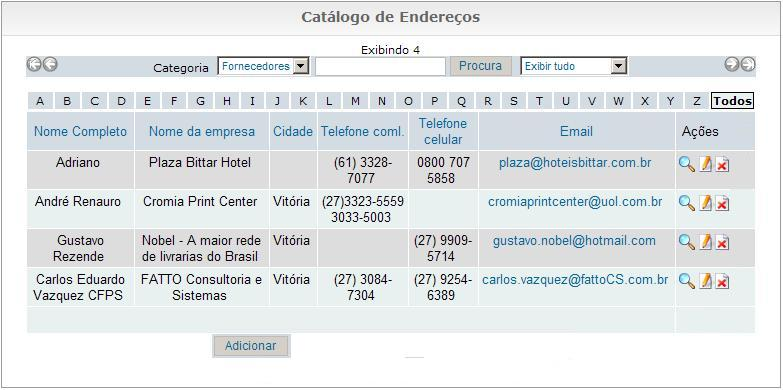 Catálogo de Endereços
Exibindo 4
Categoria Fornecedores Procura Exibir tudo
A B C D E F G H I J K L M N O P Q R S T U V W X Y Z Todos
Nome Completo Nome da empresa Cidade Telefone coml. Telefone celular Email Ações
Adriano Plaza Bittar Hotel (61) 3328-7077 0800 707 5858 plaza@hoteisbittar.com.br
André Renauro Cromia Print Center Vitória (27)3323-5559 3033-5003 cromiaprintcenter@uol.com.br
Gustavo Rezende Nobel - A maior rede de livrarias do Brasil Vitória (27) 9909-5714 gustavo.nobel@hotmail.com
Carlos Eduardo Vazquez CFPS FATTO Consultoria e Sistemas Vitória (27) 3084-7304 (27) 9254-6389 carlos.vazquez@fattoCS.com.br
Adicionar